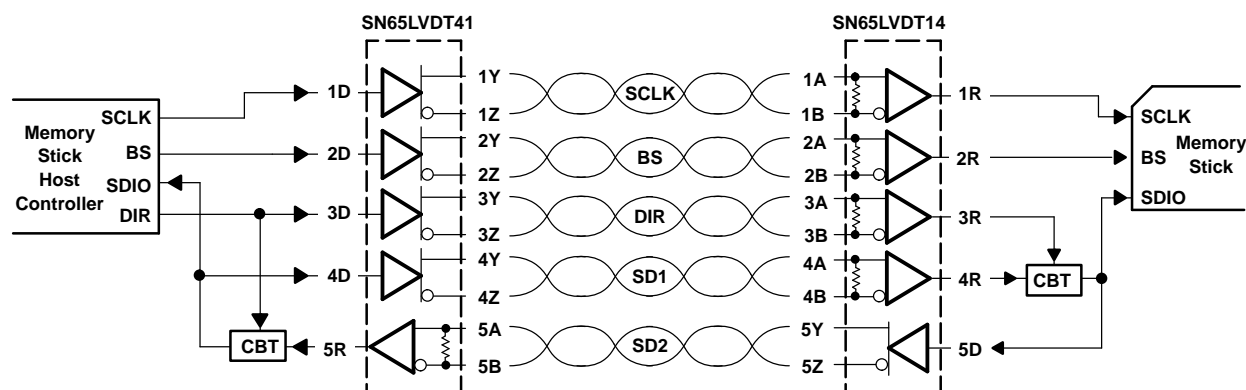 SN65LVDT41
SN65LVDT14
Memory
Stick
Host
Controller
SCLK
BS
SDIO
DIR
1D
2D
3D
4D
5R
CBT
1Y
1Z
2Y
2Z
3Y
3Z
4Y
4Z
5A
5B
SCLK
BS
DIR
SD1
SD2
1A
1B
2A
2B
3A
3B
4A
4B
5Y
5Z
1R
2R
3R
4R
5D
CBT
SCLK
BS
SDIO
Memory
Stick